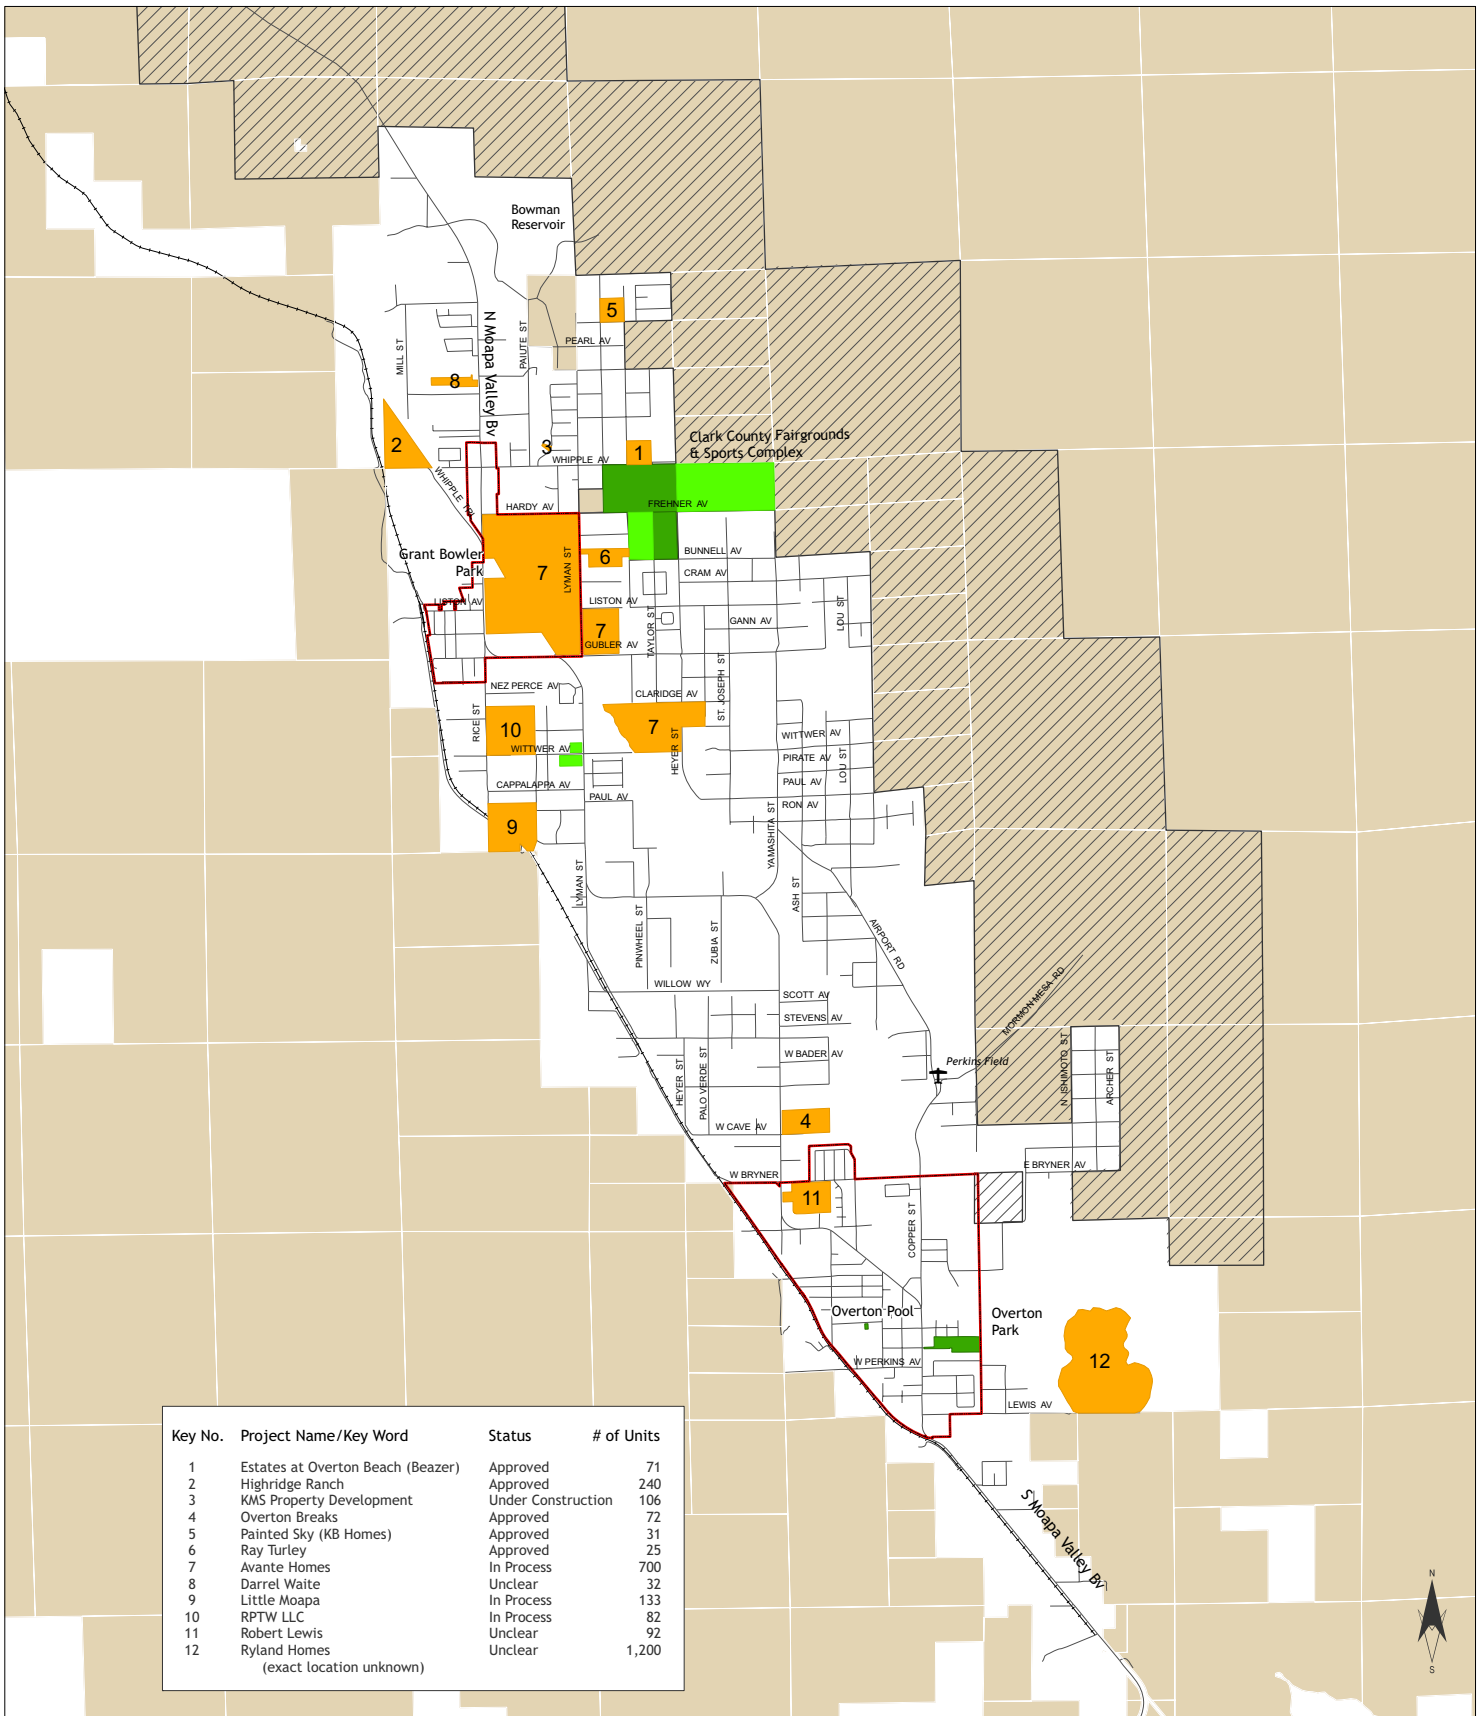 Bowman
Reservoir
5
N Moapa Valley Bv
PAIUTE ST
MILL ST
PEARL AV
8
2
3
1
Clark County Fairgrounds
& Sports Complex
WHIPPLE AV
HARDY AV
FREHNER AV
Grant Bowler
Park
7
LYMAN ST
6
BUNNELL AV
CRAM AV
LISTON AV
LISTON AV
7
TAYLOR ST
GANN AV
LOU ST
GUBLER AV
NEZ PERCE AV
CLARIDGE AV
ST. JOSEPH ST
RICE ST
10
7
HEYER ST
WITTWER AV
WITTWER AV
PIRATE AV
LOU ST
CAPPALAPPA AV
PAUL AV
PAUL AV
RON AV
9
YAMASHITA ST
LYMAN ST
ASH ST
PINWHEEL ST
ZUBIA ST
AIRPORT RD
WILLOW WY
SCOTT AV
STEVENS AV
MORMON MESA RD
W BADER AV
Perkins Field
N ISHIMOTO ST
ARCHER ST
HEYER ST
PALO VERDE ST
4
W CAVE AV
W BRYNER
E BRYNER AV
11
COPPER ST
Overton Pool
Overton
Park
12
W PERKINS AV
LEWIS AV
S Moapa Valley Bv
N
S
Key No. Project Name/Key Word Status # of Units
1 Estates at Overton Beach (Beazer) Approved 71
2 Highridge Ranch Approved 240
3 KMS Property Development Under Construction 106
4 Overton Breaks Approved 72
5 Painted Sky (KB Homes) Approved 31
6 Ray Turley Approved 25
7 Avante Homes In Process 700
8 Darrel Waite Unclear 32
9 Little Moapa In Process 133
10 RPTW LLC In Process 82
11 Robert Lewis Unclear 92
12 Ryland Homes Unclear 1,200
(exact location unknown)